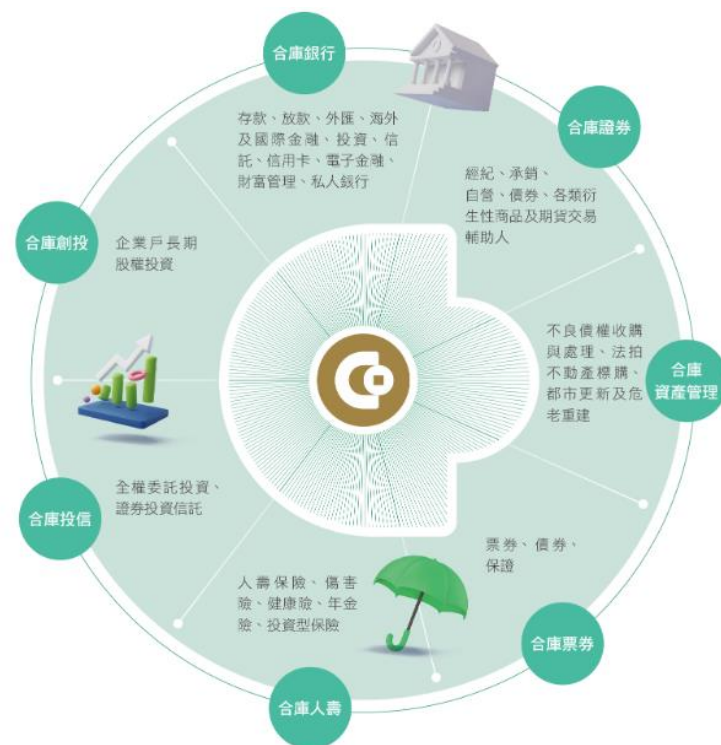 合庫銀行
存款、放款、外匯、海外
及國際金融、投資、信
託、信用卡、電子金融、
財富管理、私人銀行
合庫證券
經紀、承銷、
自營、債券、各類衍
生性商品及期貨交易
輔助人
合庫
資產管理
不良債權收購
與處理、法拍
不動產標購、
都市更新及危
老重建
合庫票券
票券、債券、
保證
合庫人壽
人壽保險、傷害
險、健康險、年金
險、投資型保險
合庫投信
全權委託投資、
證券投資信託
合庫創投
企業戶長期
股權投資